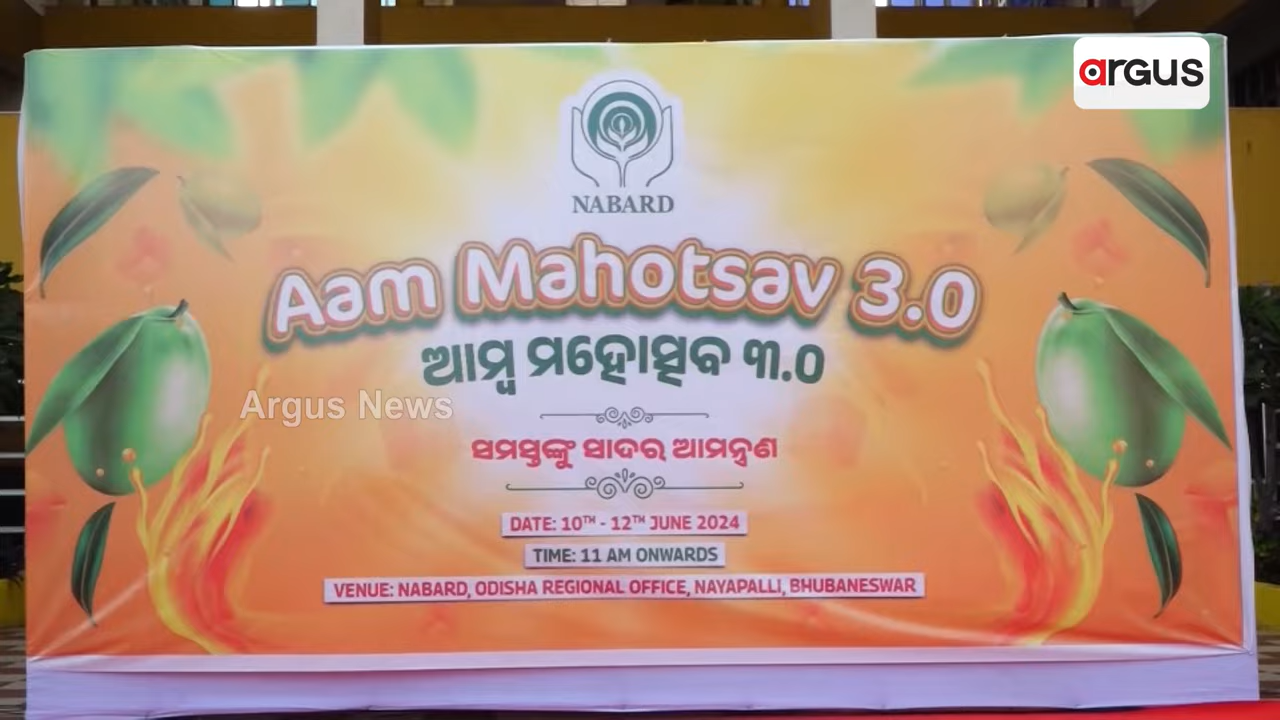 argus
NABARD
Aam Mahotsav 3.0
ଆମ୍ବ ମହୋତ୍ସବ ୩.୦
Argus News
ସମସ୍ତଙ୍କୁ ସାଦର ଆମନ୍ତ୍ରଣ
DATE: 10TH - 12TH JUNE 2024
TIME: 11 AM ONWARDS
VENUE: NABARD, ODISHA REGIONAL OFFICE, NAYAPALLI, BHUBANESWAR